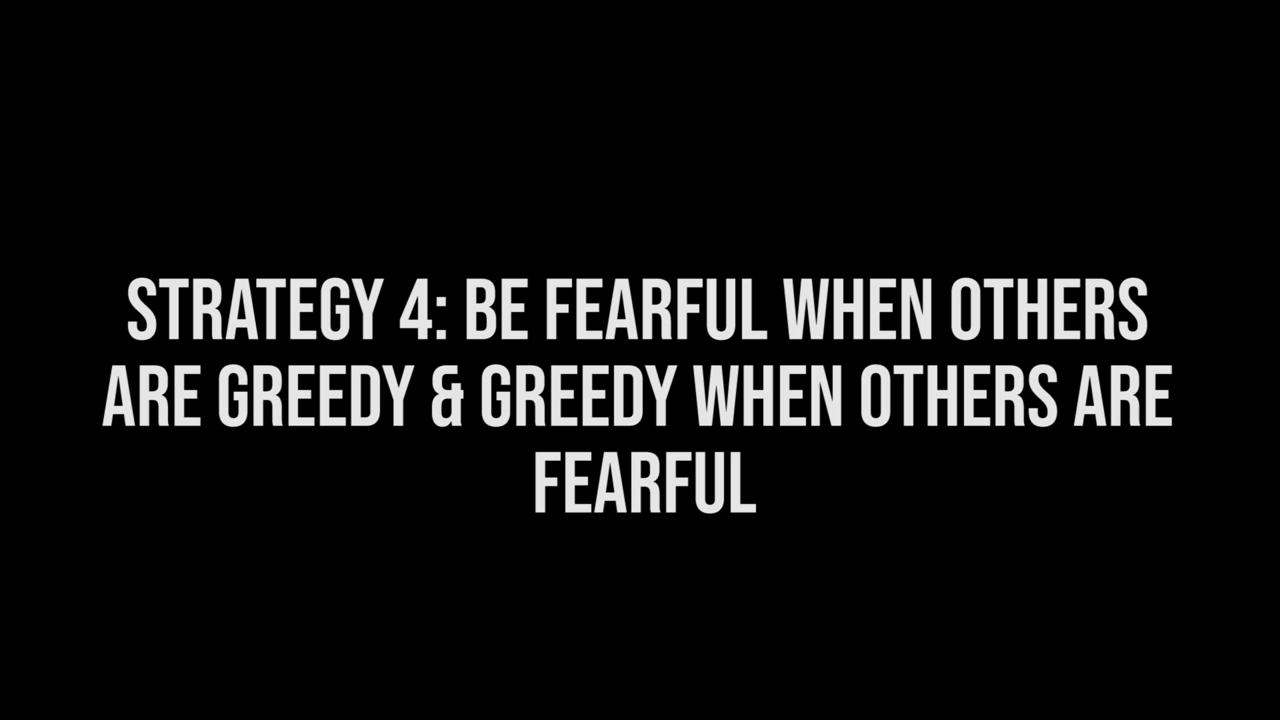 STRATEGY 4: BE FEARFUL WHEN OTHERS
ARE GREEDY & GREEDY WHEN OTHERS ARE
FEARFUL